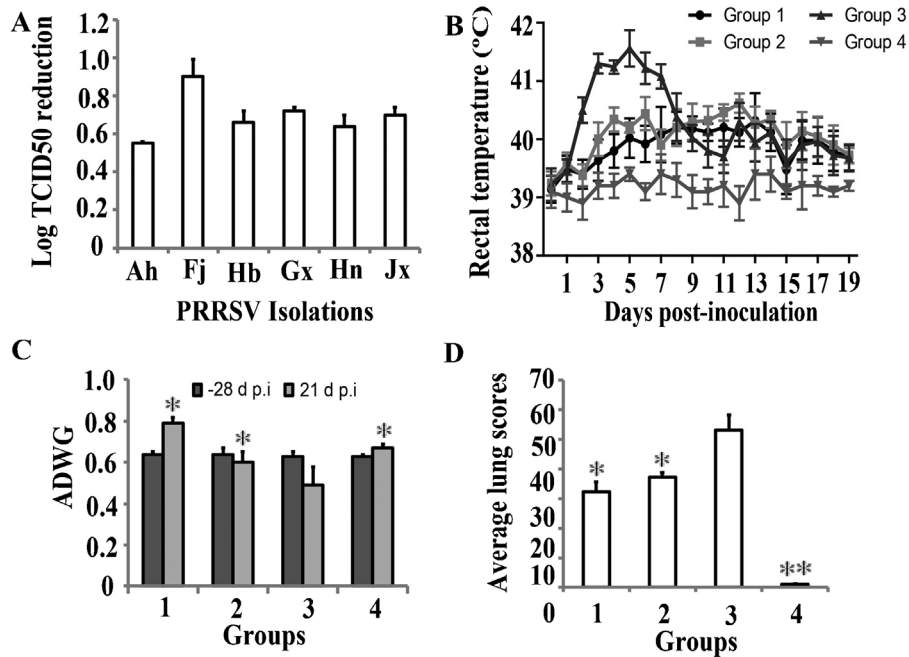 A
Log TCID50 reduction
1.2
1.0
0.8
0.6
0.4
0.2
0
Ah Fj Hb Gx Hn Jx
PRRSV Isolations
B
Rectal temperature (°C)
Group 1 Group 3
Group 2 Group 4
42
41
40
39
38
1 3 5 7 9 11 13 15 17 19
Days post-inoculation
C
ADWG
-28 d p.i 21 d p.i
1.0
0.8
0.6
0.4
0.2
0
* * *
1 2 3 4
Groups
D
Average lung scores
70
60
50
40
30
20
10
0
* * **
1 2 3 4
Groups